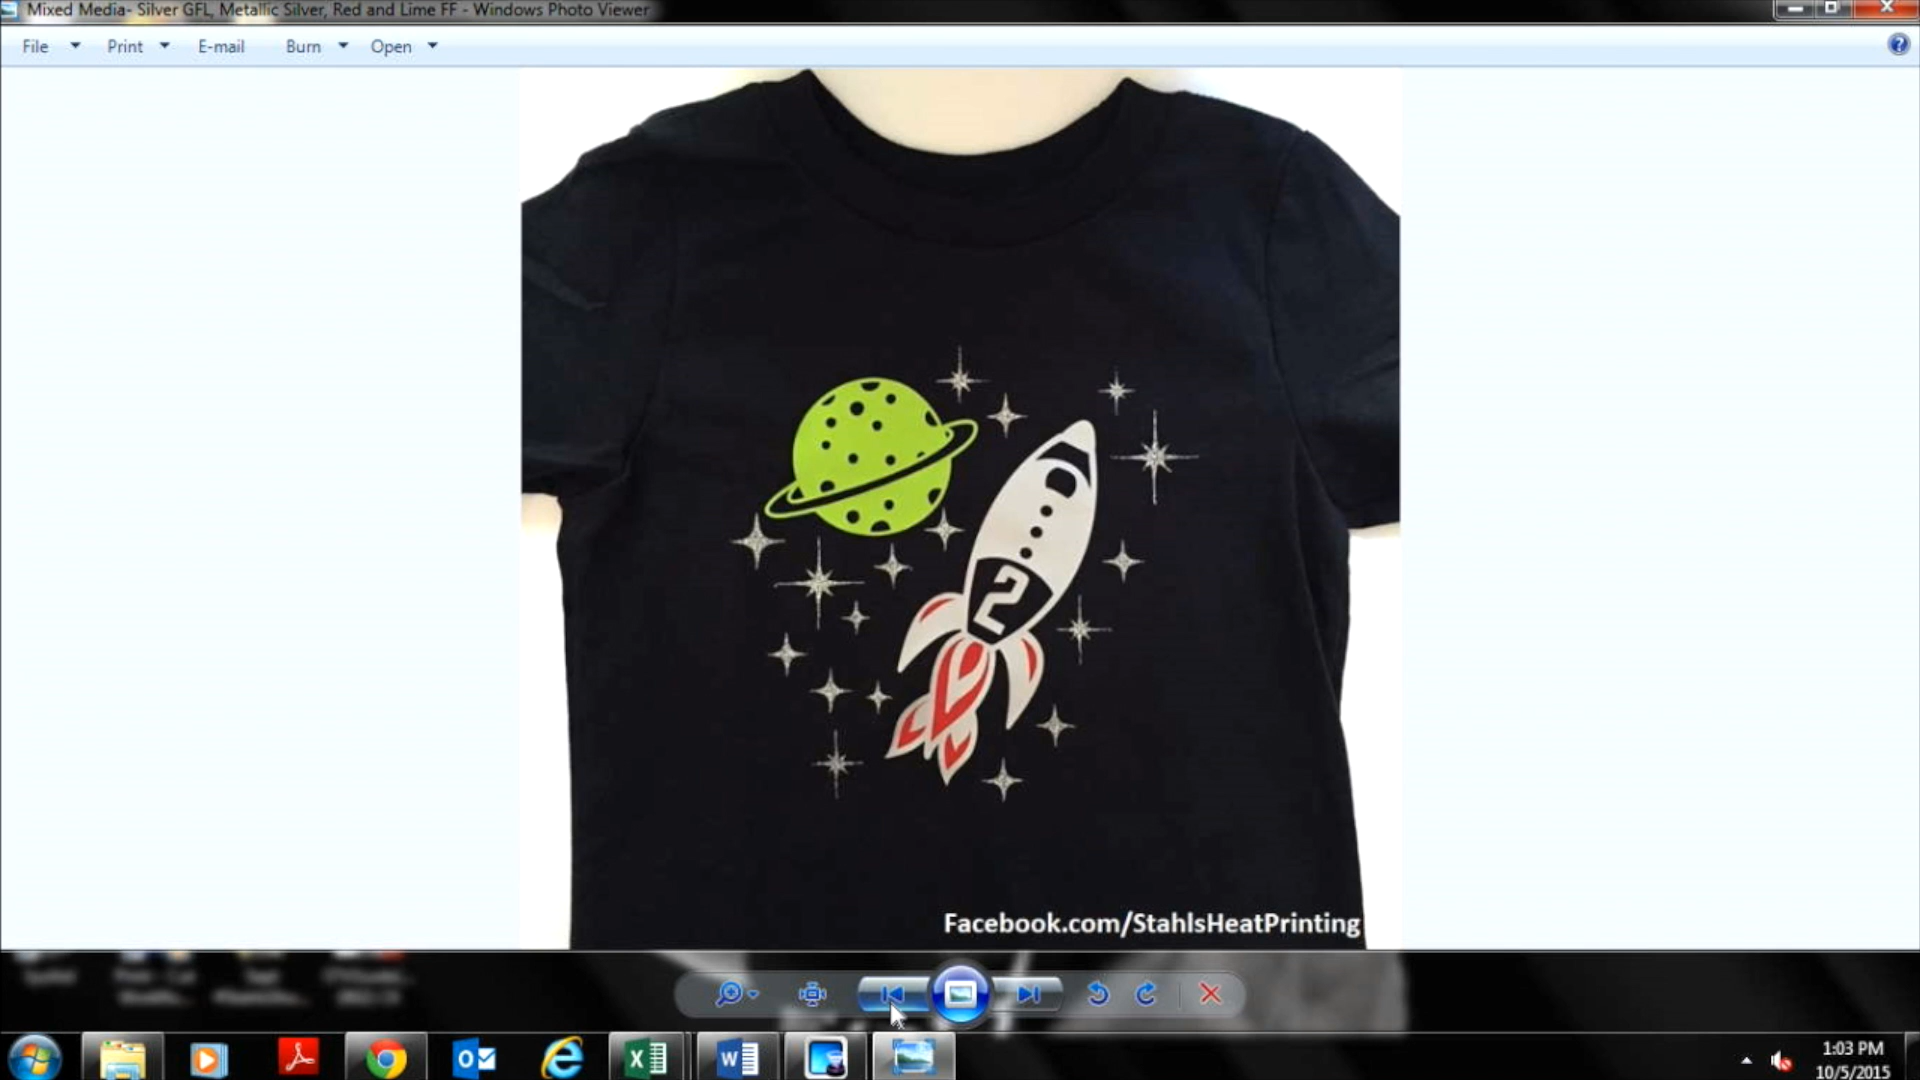 Mixed Media- Silver GFL, Metallic Silver, Red and Lime FF - Windows Photo Viewer
File Print E-mail Burn Open
2
Facebook.com/StahlsHeatPrinting
1:03 PM
10/5/2015